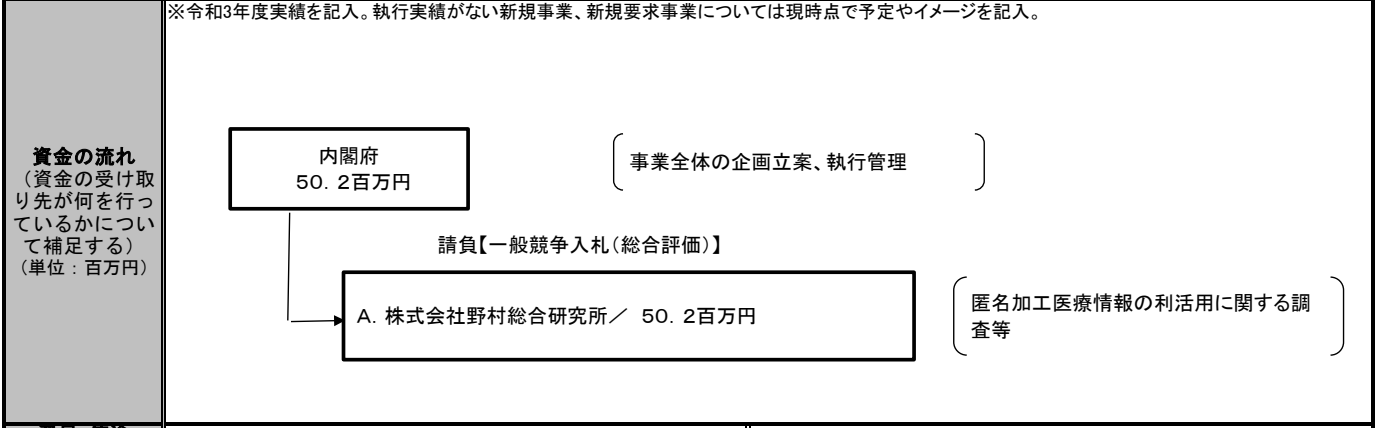 ※令和3年度実績を記入。執行実績がない新規事業、新規要求事業については現時点で予定やイメージを記入。
資金の流れ
（資金の受け取
り先が何を行っ
ているかについ
て補足する）
（単位：百万円）
内閣府
５０．２百万円
事業全体の企画立案、執行管理
請負【一般競争入札（総合評価）】
A．株式会社野村総合研究所／　５０．２百万円
匿名加工医療情報の利活用に関する調
査等